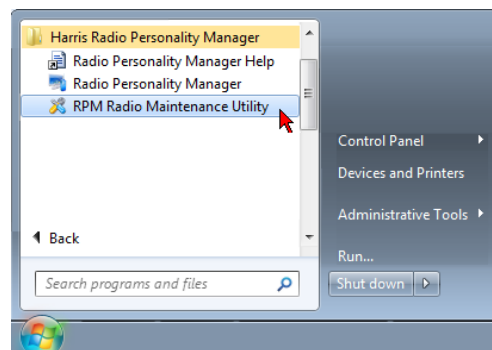 Harris Radio Personality Manager
Radio Personality Manager Help
Radio Personality Manager
RPM Radio Maintenance Utility
Back
Search programs and files
Control Panel
Devices and Printers
Administrative Tools
Run...
Shut down